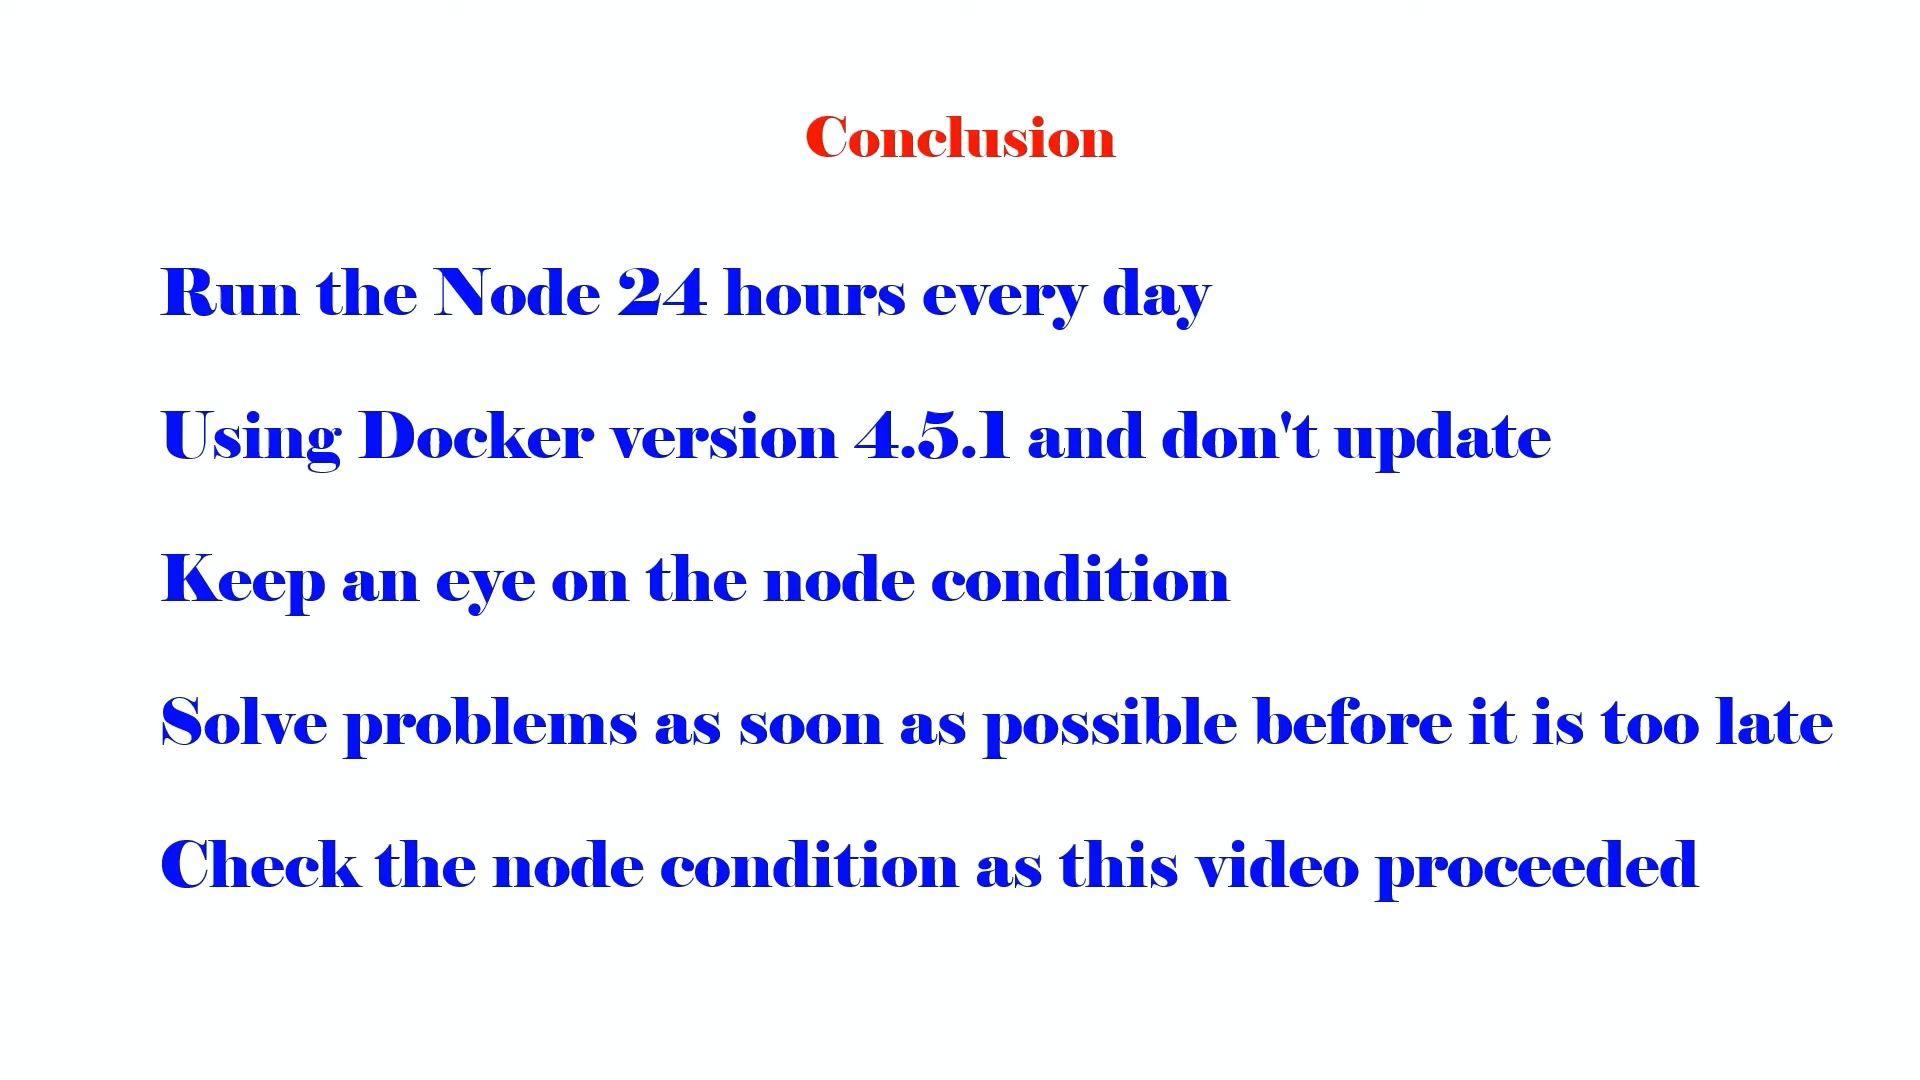 Conclusion
Run the Node 24 hours every day
Using Docker version 4.5.1 and don't update
Keep an eye on the node condition
Solve problems as soon as possible before it is too late
Check the node condition as this video proceeded